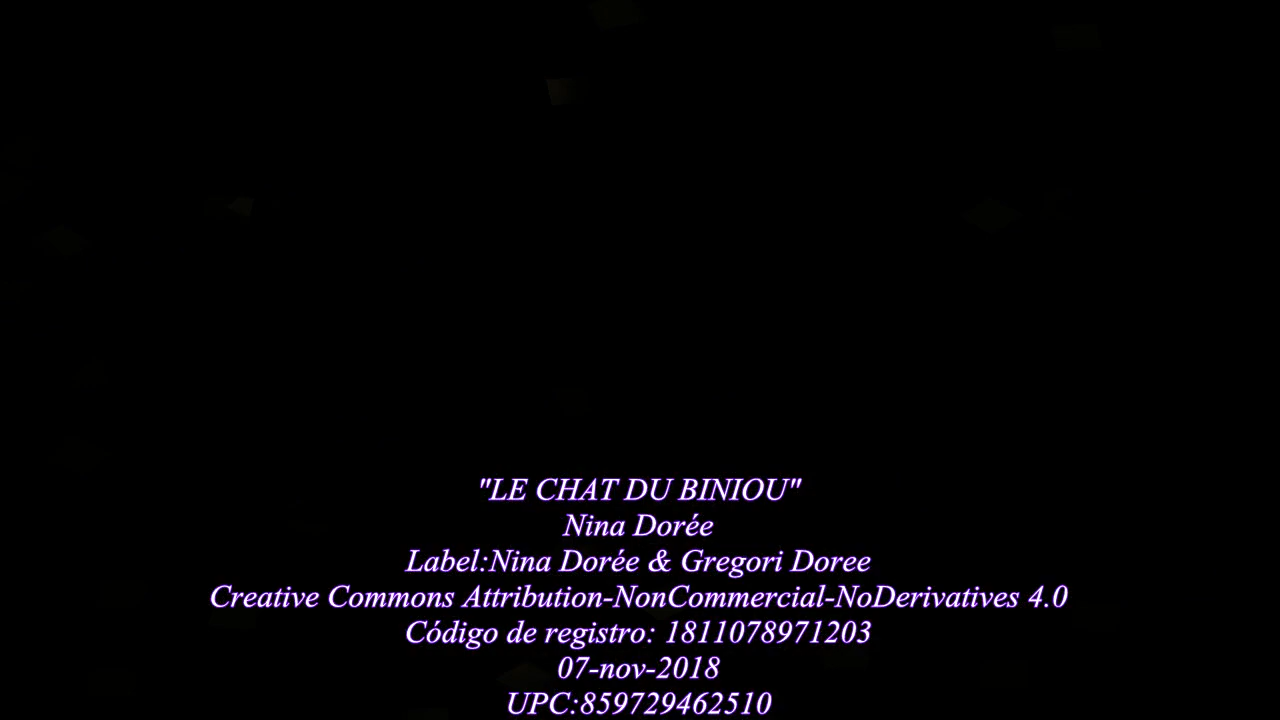 "LE CHAT DU BINIOU"
Nina Dorée
Label:Nina Dorée & Gregori Doree
Creative Commons Attribution-NonCommercial-NoDerivatives 4.0
Código de registro: 1811078971203
07-nov-2018
UPC:859729462510